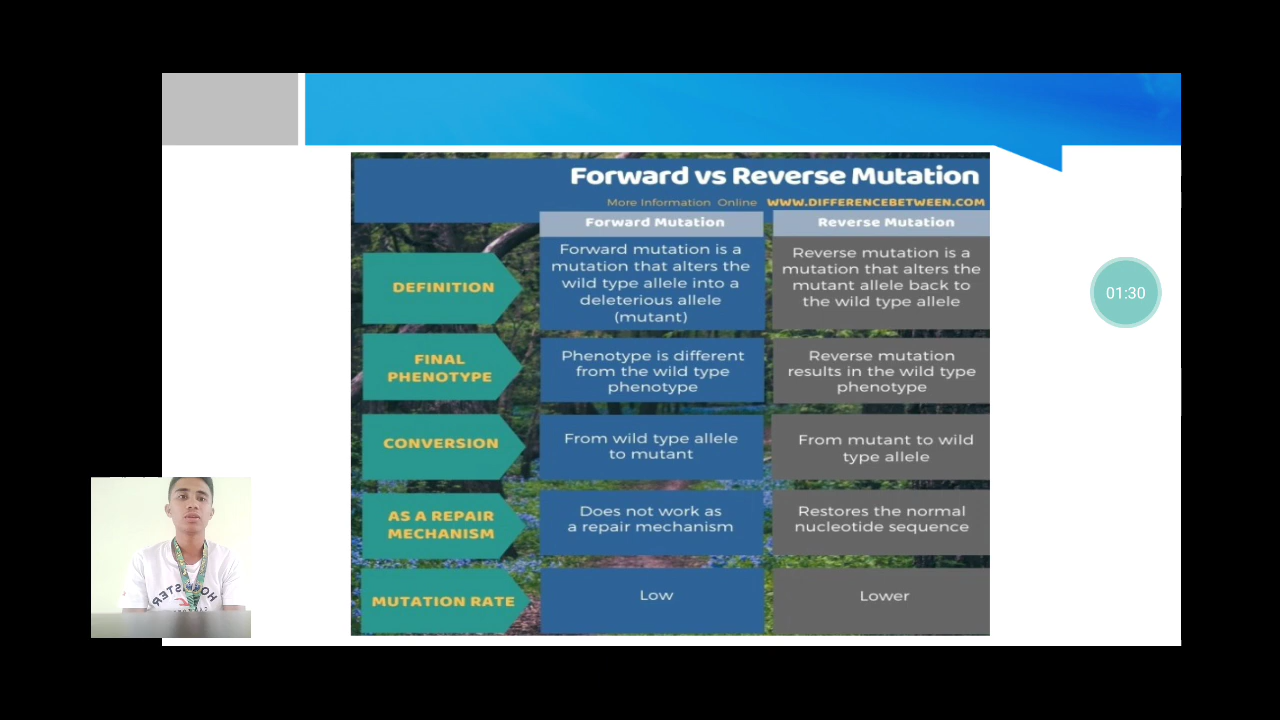 Forward vs Reverse Mutation
More Information Online WWW.DIFFERENCEBETWEEN.COM
Forward Mutation
Reverse Mutation
DEFINITION
Forward mutation is a
mutation that alters the
wild type allele into a
deleterious allele
(mutant)
Reverse mutation is a
mutation that alters the
mutant allele back to
the wild type allele
FINAL
PHENOTYPE
Phenotype is different
from the wild type
phenotype
Reverse mutation
results in the wild type
phenotype
CONVERSION
From wild type allele
to mutant
From mutant to wild
type allele
AS A REPAIR
MECHANISM
Does not work as
a repair mechanism
Restores the normal
nucleotide sequence
MUTATION RATE
Low
Lower
01:30